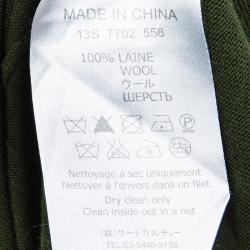 MADE IN CHINA
13S 7702 558
100% LAINE
WOOL
ウール
ШЕРСТЬ
Nettoyage a sec uniquement
Nettoyer à l'envers dans un filet
Dry clean only
Clean inside out in a net
(株)サードカルチャー
TEL/03-5448-9138